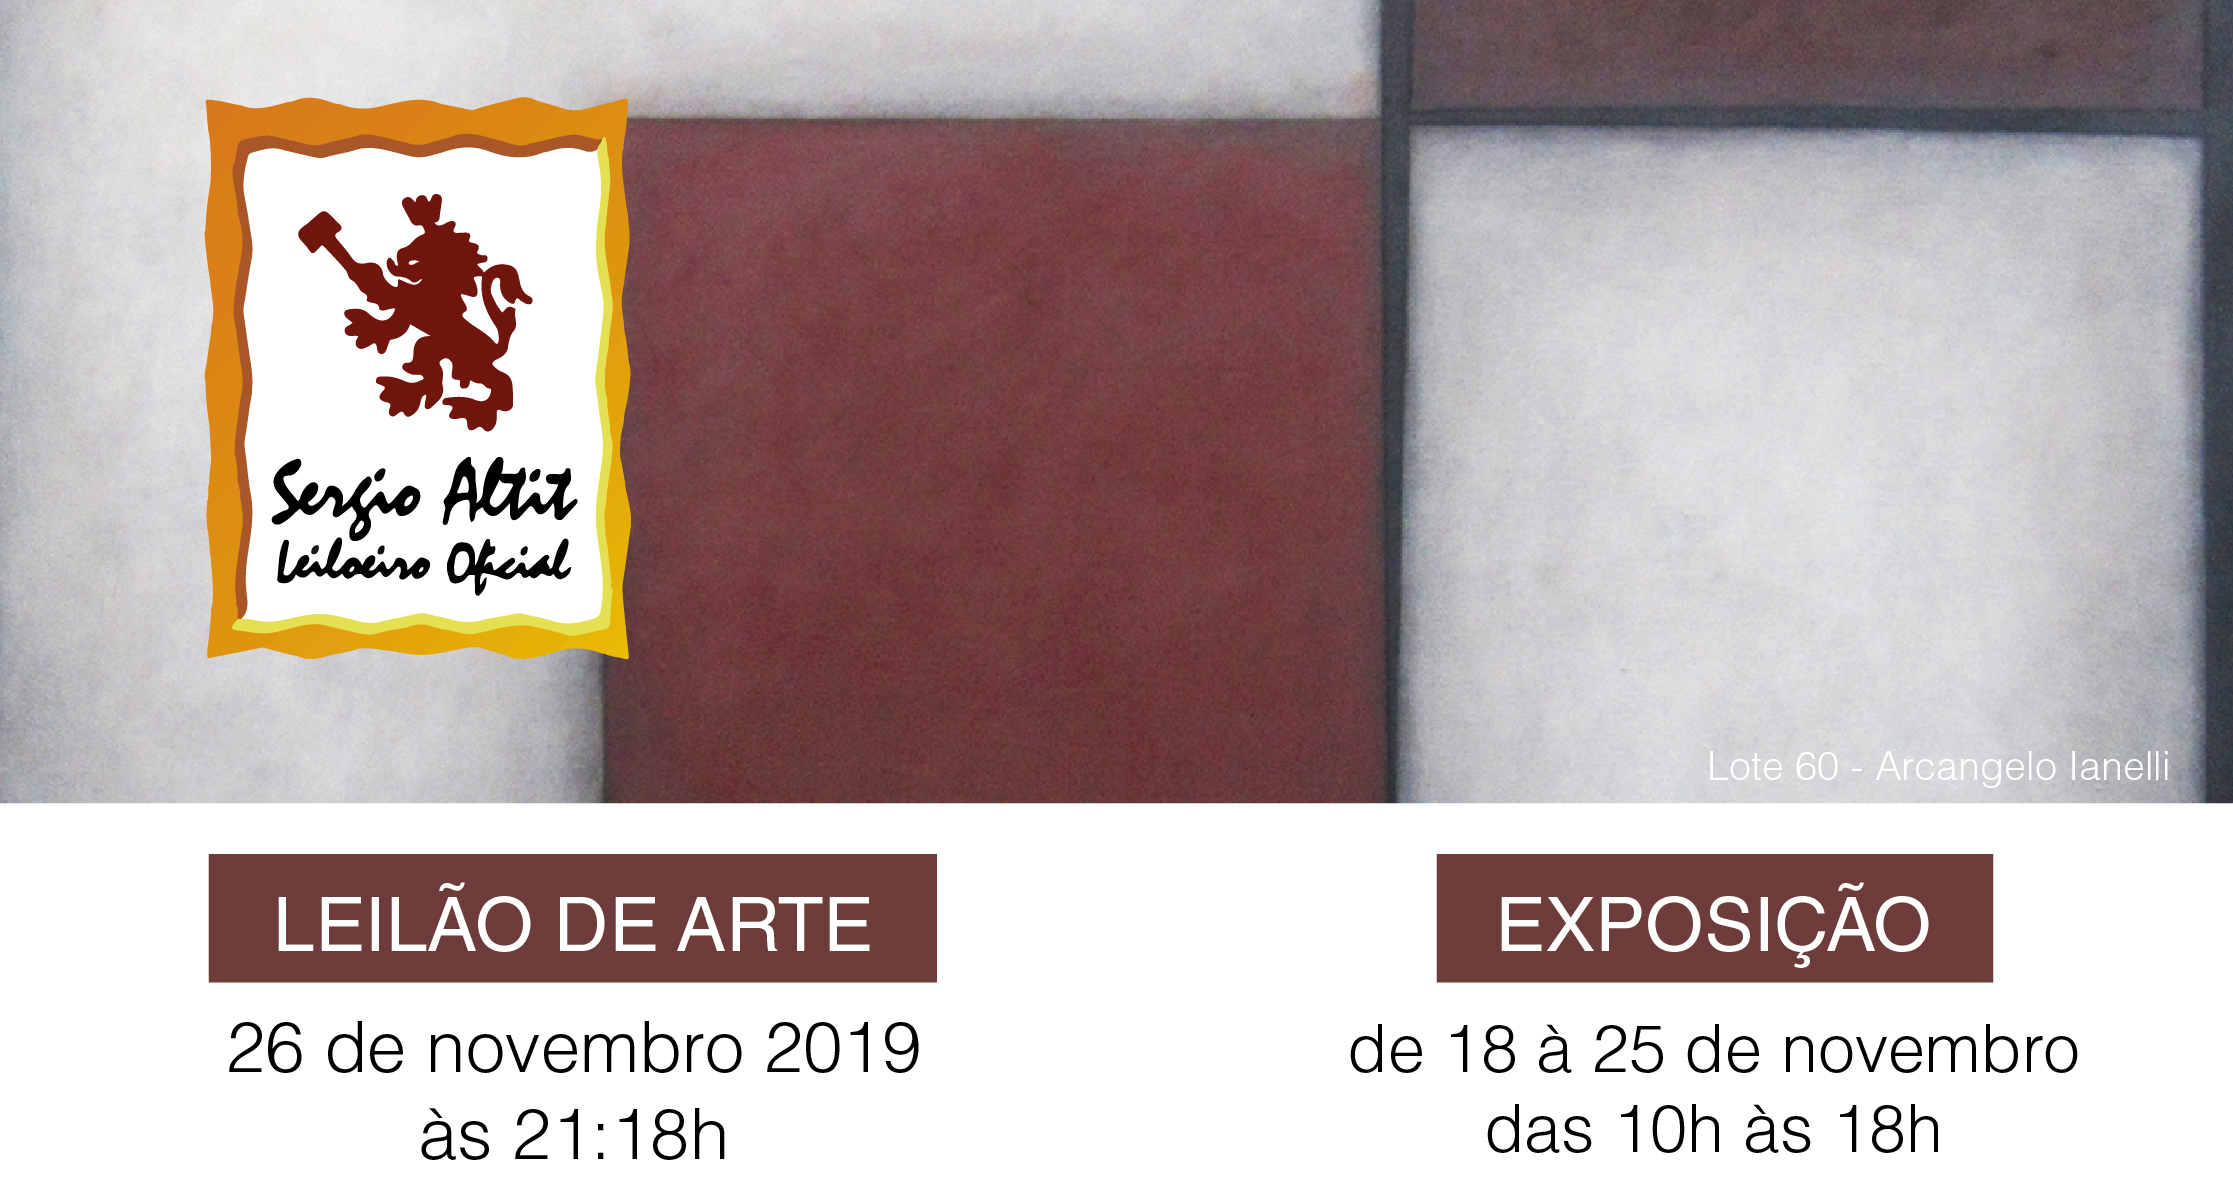 Sergio Altit
Leiloeiro Oficial
Lote 60 - Arcangelo Ianelli
LEILÃO DE ARTE
26 de novembro 2019
às 21:18h
EXPOSIÇÃO
de 18 à 25 de novembro
das 10h às 18h